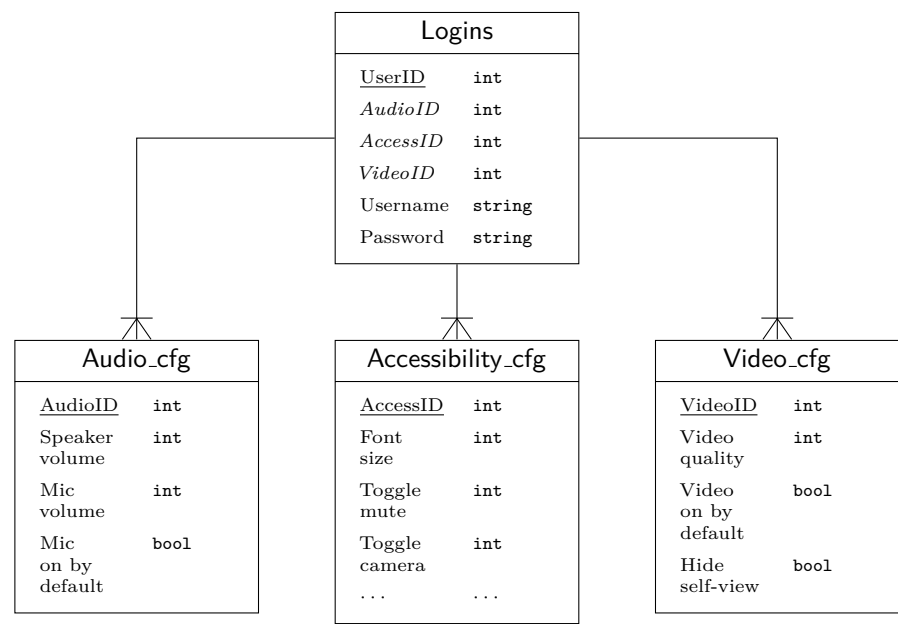 Logins
UserID int
AudioID int
AccessID int
VideoID int
Username string
Password string
Audio_cfg
AudioID int
Speaker int
volume
Mic int
volume
Mic bool
on by
default
Accessibility_cfg
AccessID int
Font int
size
Toggle int
mute
Toggle int
camera
... ...
Video_cfg
VideoID int
Video int
quality
Video bool
on by
default
Hide bool
self-view